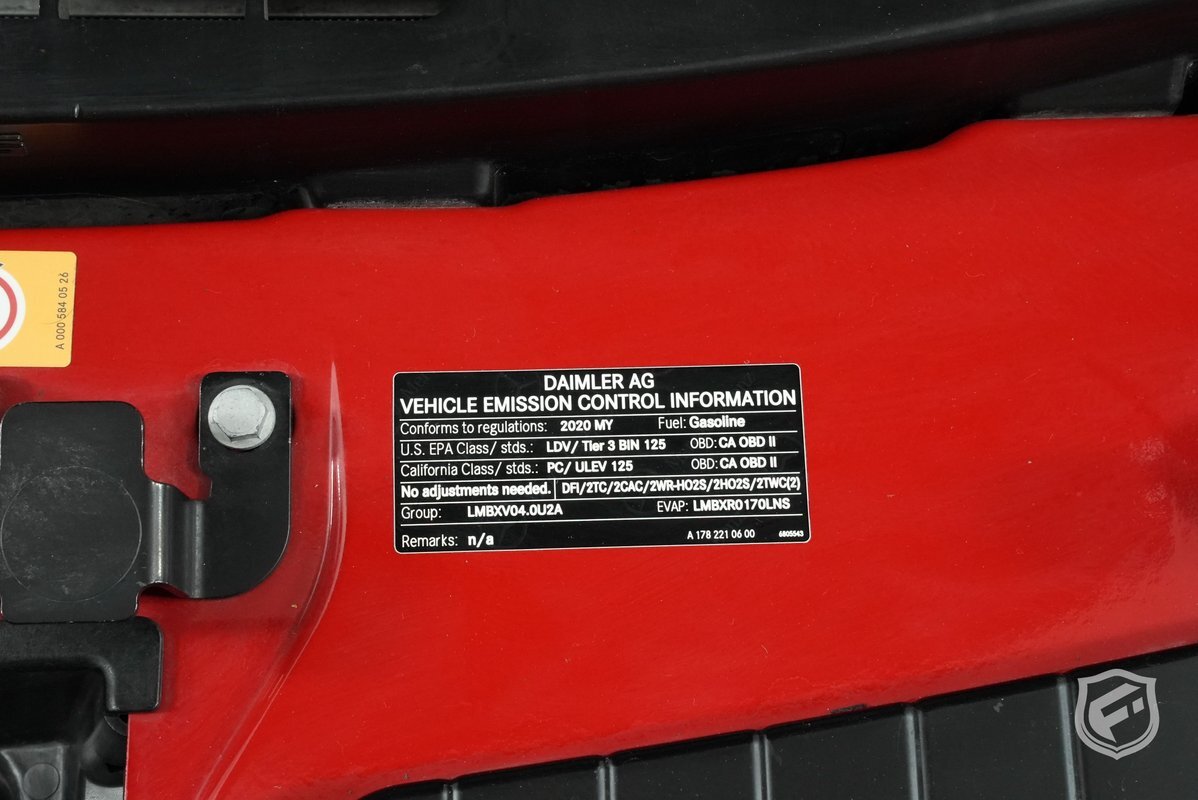 A 000 584 05 26
DAIMLER AG
VEHICLE EMISSION CONTROL INFORMATION
Conforms to regulations: 2020 MY Fuel: Gasoline
U.S. EPA Class/ stds.: LDV/ Tier 3 BIN 125 OBD: CA OBD II
California Class/ stds.: PC/ ULEV 125 OBD: CA OBD II
No adjustments needed. DFI/2TC/2CAC/2WR-HO2S/2HO2S/2TWC(2)
Group: LMBXV04.0U2A EVAP: LMBXR0170LNS
Remarks: n/a A 178 221 06 00 6805543